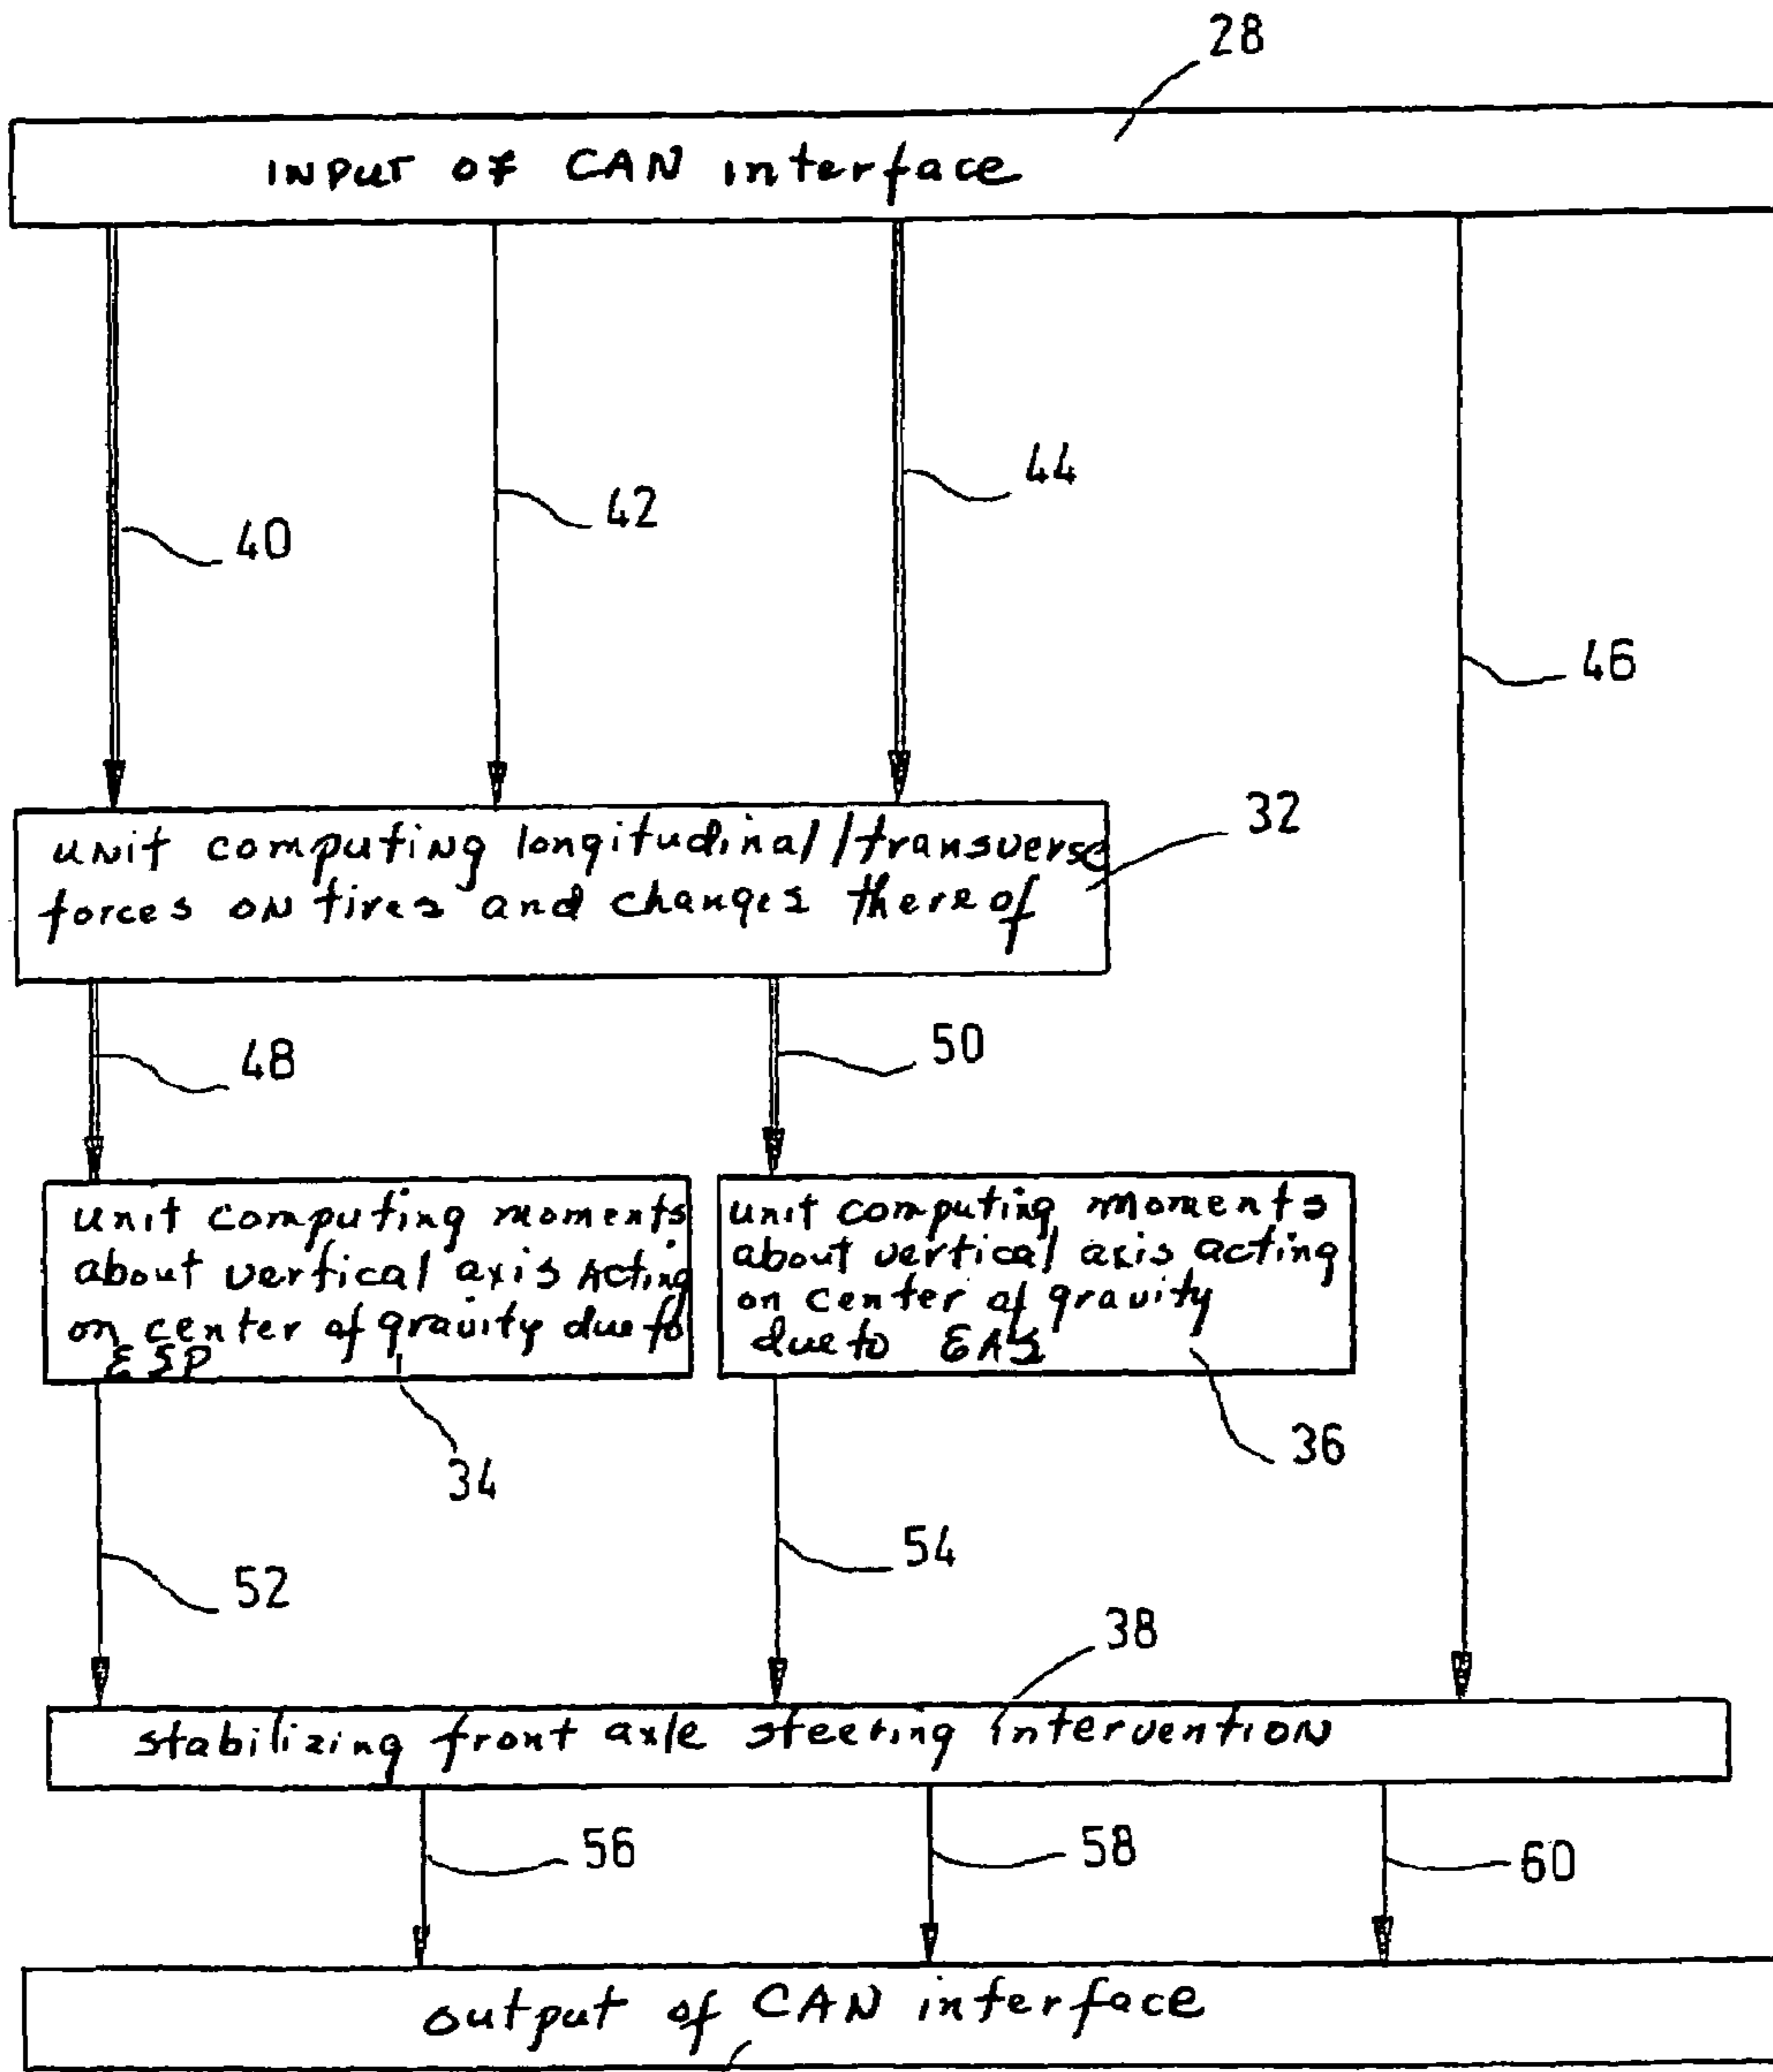 28
INPUT OF CAN interface
44
42
40
46
32
unit computing longitudinal/transverse
forces ON tires and changes there of
50
48
unit computing moments
about vertical axis Acting
on center of gravity due to
ESP
unit computing moments
about vertical axis acting
on center of gravity
due to EAS
36
34
54
52
38
stabilizing front axle steering intervention
56
58
60
output of CAN interface